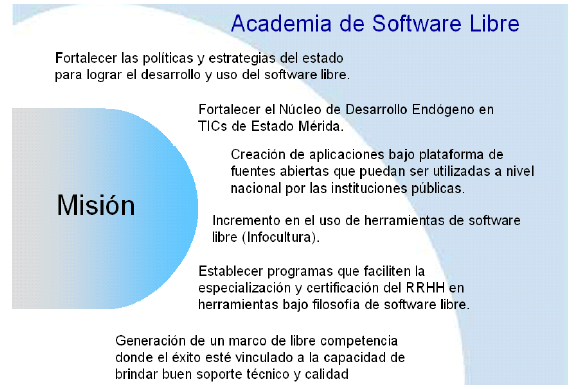 Academia de Software Libre
Fortalecer las políticas y estrategias del estado
para lograr el desarrollo y uso del software libre.
Fortalecer el Núcleo de Desarrollo Endógeno en
TICs de Estado Mérida.
Creación de aplicaciones bajo plataforma de
fuentes abiertas que puedan ser utilizadas a nivel
nacional por las instituciones públicas.
Misión
Incremento en el uso de herramientas de software
libre (Infocultura).
Establecer programas que faciliten la
especialización y certificación del RRHH en
herramientas bajo filosofía de software libre.
Generación de un marco de libre competencia
donde el éxito esté vinculado a la capacidad de
brindar buen soporte técnico y calidad